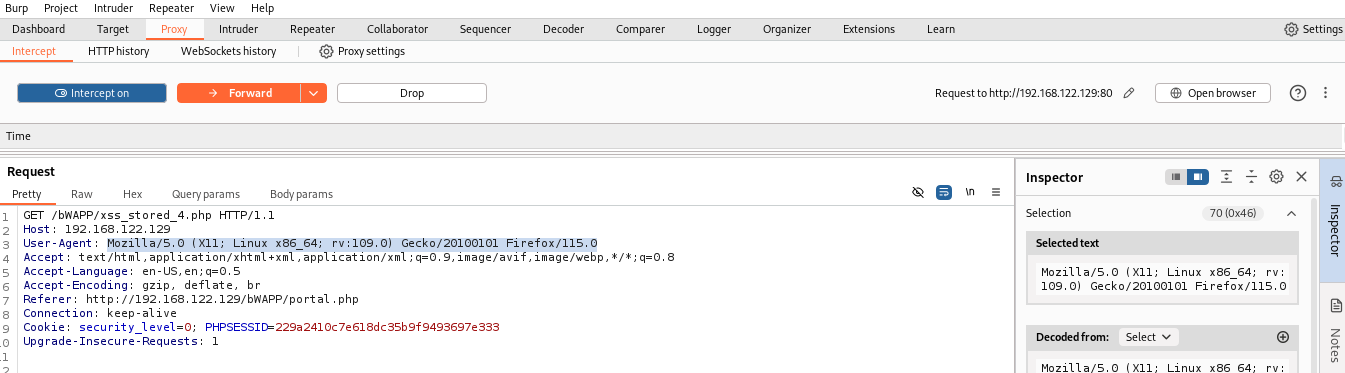 Burp Project Intruder Repeater View Help
Dashboard Target Proxy Intruder Repeater Collaborator Sequencer Decoder Comparer Logger Organizer Extensions Learn Settings
Intercept HTTP history WebSockets history Proxy settings
Intercept on Forward Drop Request to http://192.168.122.129:80 Open browser
Time
Request
Pretty Raw Hex Query params Body params \n
1 GET /bWAPP/xss_stored_4.php HTTP/1.1
2 Host: 192.168.122.129
3 User-Agent: Mozilla/5.0 (X11; Linux x86_64; rv:109.0) Gecko/20100101 Firefox/115.0
4 Accept: text/html,application/xhtml+xml,application/xml;q=0.9,image/avif,image/webp,*/*;q=0.8
5 Accept-Language: en-US,en;q=0.5
6 Accept-Encoding: gzip, deflate, br
7 Referer: http://192.168.122.129/bWAPP/portal.php
8 Connection: keep-alive
9 Cookie: security_level=0; PHPSESSID=229a2410c7e618dc35b9f9493697e333
.0 Upgrade-Insecure-Requests: 1
.1
.2
Inspector
Selection 70 (0x46)
Selected text
Mozilla/5.0 (X11; Linux x86_64; rv:
109.0) Gecko/20100101 Firefox/115.0
Decoded from: Select
Mozilla/5.0 (X11; Linux x86_64; rv:
Inspector
Notes